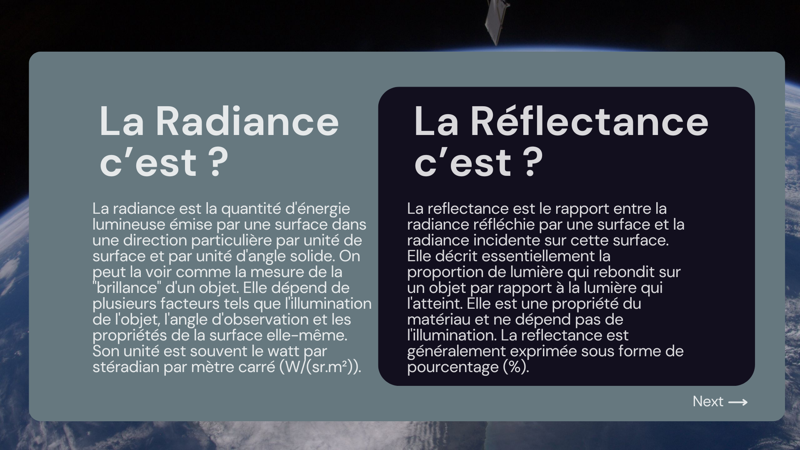 La Radiance
c’est ?
La radiance est la quantité d'énergie
lumineuse émise par une surface dans
une direction particulière par unité de
surface et par unité d'angle solide. On
peut la voir comme la mesure de la
"brillance" d'un objet. Elle dépend de
plusieurs facteurs tels que l'illumination
de l'objet, l'angle d'observation et les
propriétés de la surface elle-même.
Son unité est souvent le watt par
stéradian par mètre carré (W/(sr.m²)).
La Réflectance
c’est ?
La reflectance est le rapport entre la
radiance réfléchie par une surface et la
radiance incidente sur cette surface.
Elle décrit essentiellement la
proportion de lumière qui rebondit sur
un objet par rapport à la lumière qui
l'atteint. Elle est une propriété du
matériau et ne dépend pas de
l'illumination. La reflectance est
généralement exprimée sous forme de
pourcentage (%).
Next →